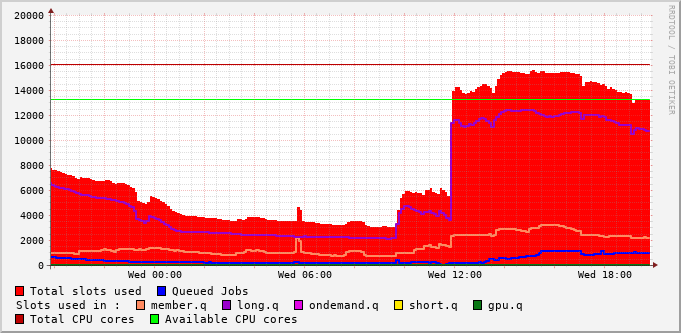 20000
18000
16000
14000
12000
10000
8000
6000
4000
2000
0
Wed 00:00 Wed 06:00 Wed 12:00 Wed 18:00
RRDTOOL / TOBI OETIKER
Total slots used Queued Jobs
Slots used in : member.q long.q ondemand.q short.q gpu.q
Total CPU cores Available CPU cores